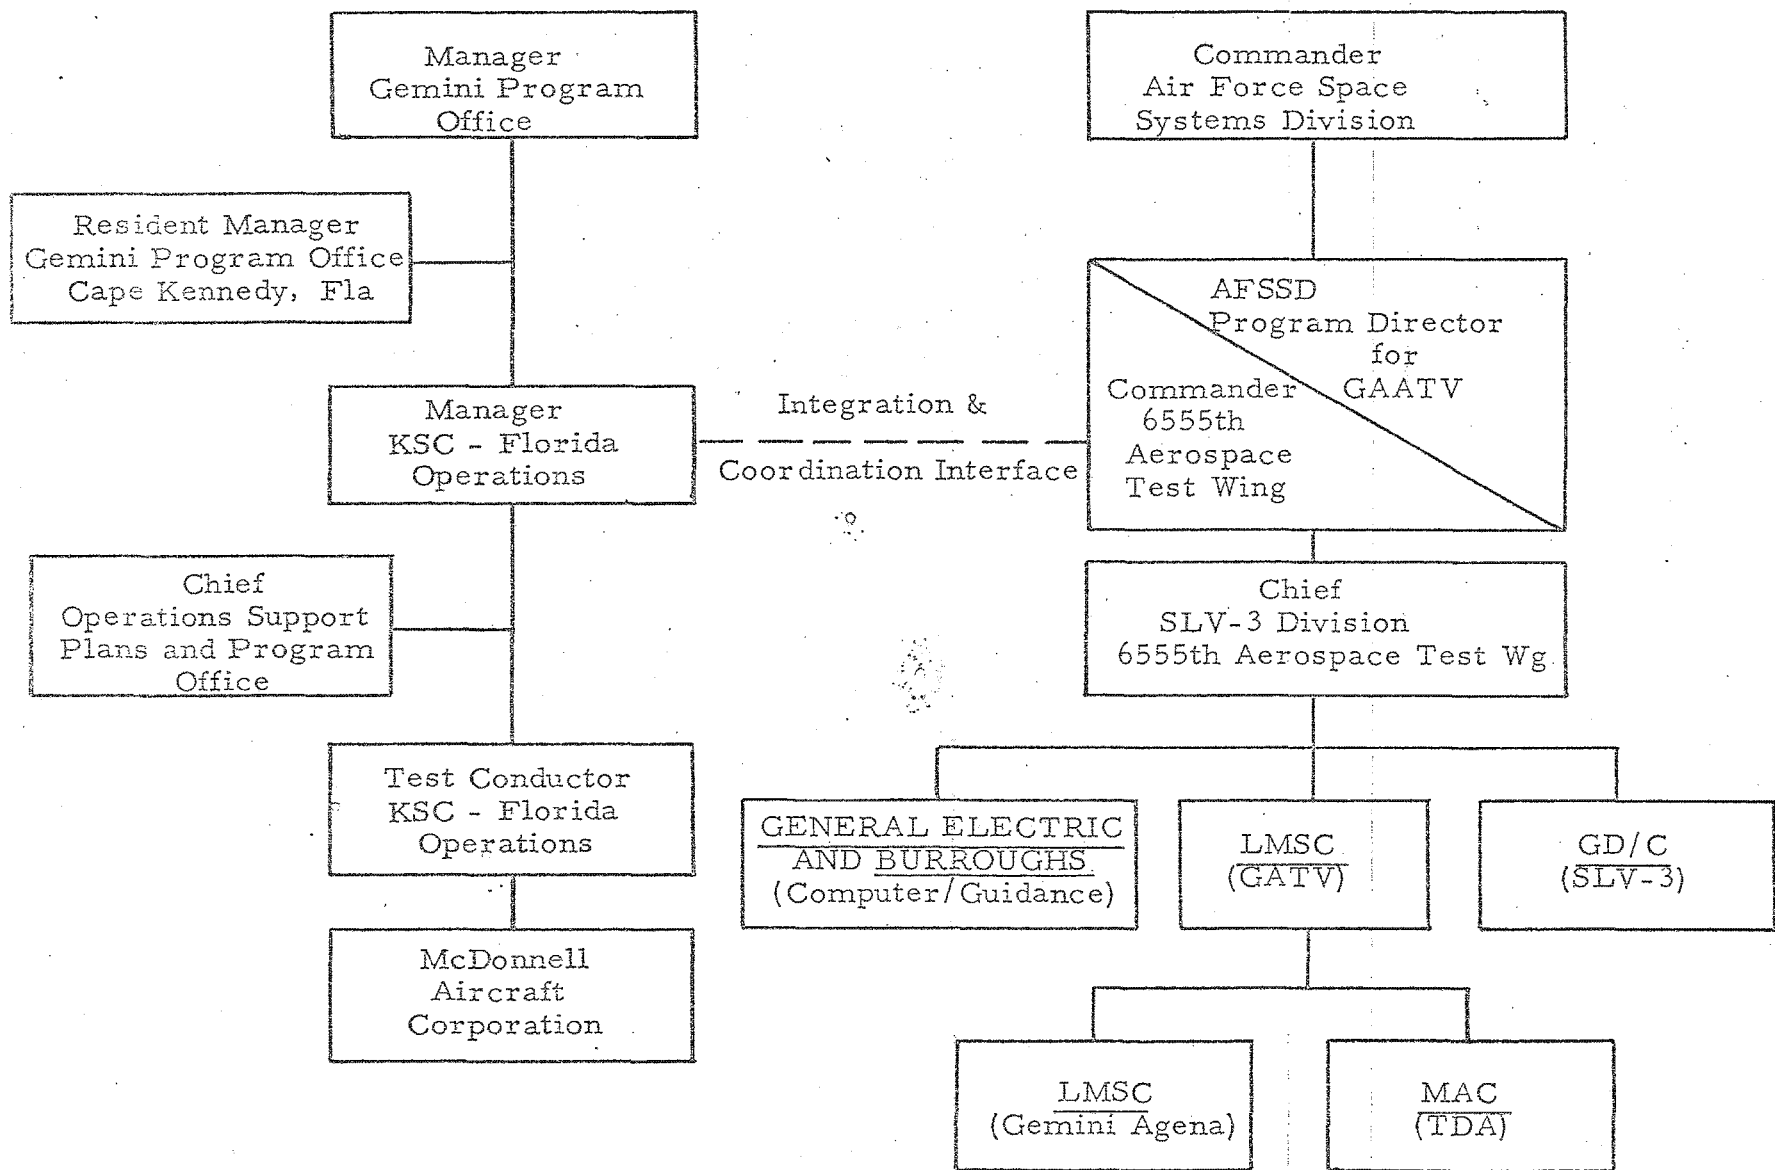 Manager
Gemini Program
Office
Commander
Air Force Space
Systems Division
Resident Manager
Gemini Program Office
Cape Kennedy, Fla
AFSSD
Program Director
for
GAATV
Commander
6555th
Aerospace
Test Wing
Manager
KSC - Florida
Operations
Integration &
Coordination Interface
Chief
Operations Support
Plans and Program
Office
Chief
SLV-3 Division
6555th Aerospace Test Wg
Test Conductor
KSC - Florida
Operations
GENERAL ELECTRIC
AND BURROUGHS
(Computer/Guidance)
LMSC
(GATV)
GD/C
(SLV-3)
McDonnell
Aircraft
Corporation
LMSC
(Gemini Agena)
MAC
(TDA)